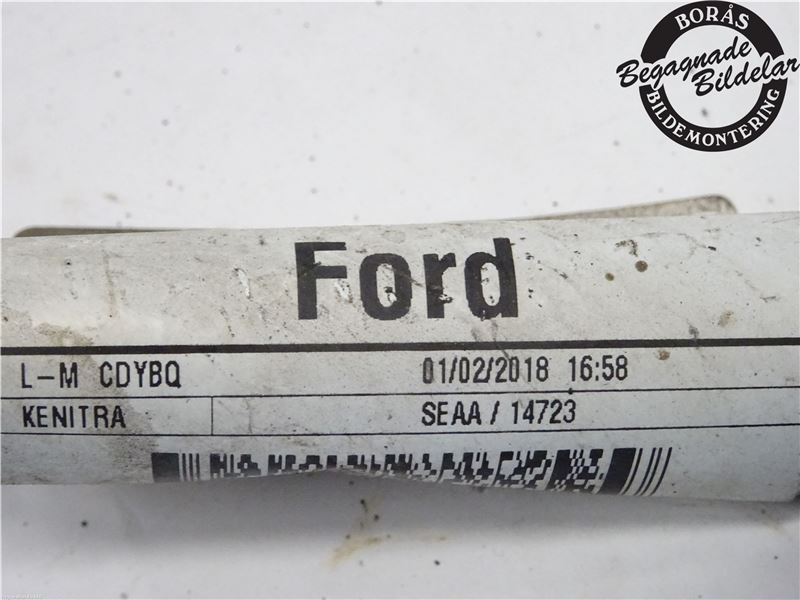 BORÅS
Begagnade
Bildelar
BILDEMONTERING
Ford
L-M CDYBQ 01/02/2018 16:58
KENITRA SEAA / 14723